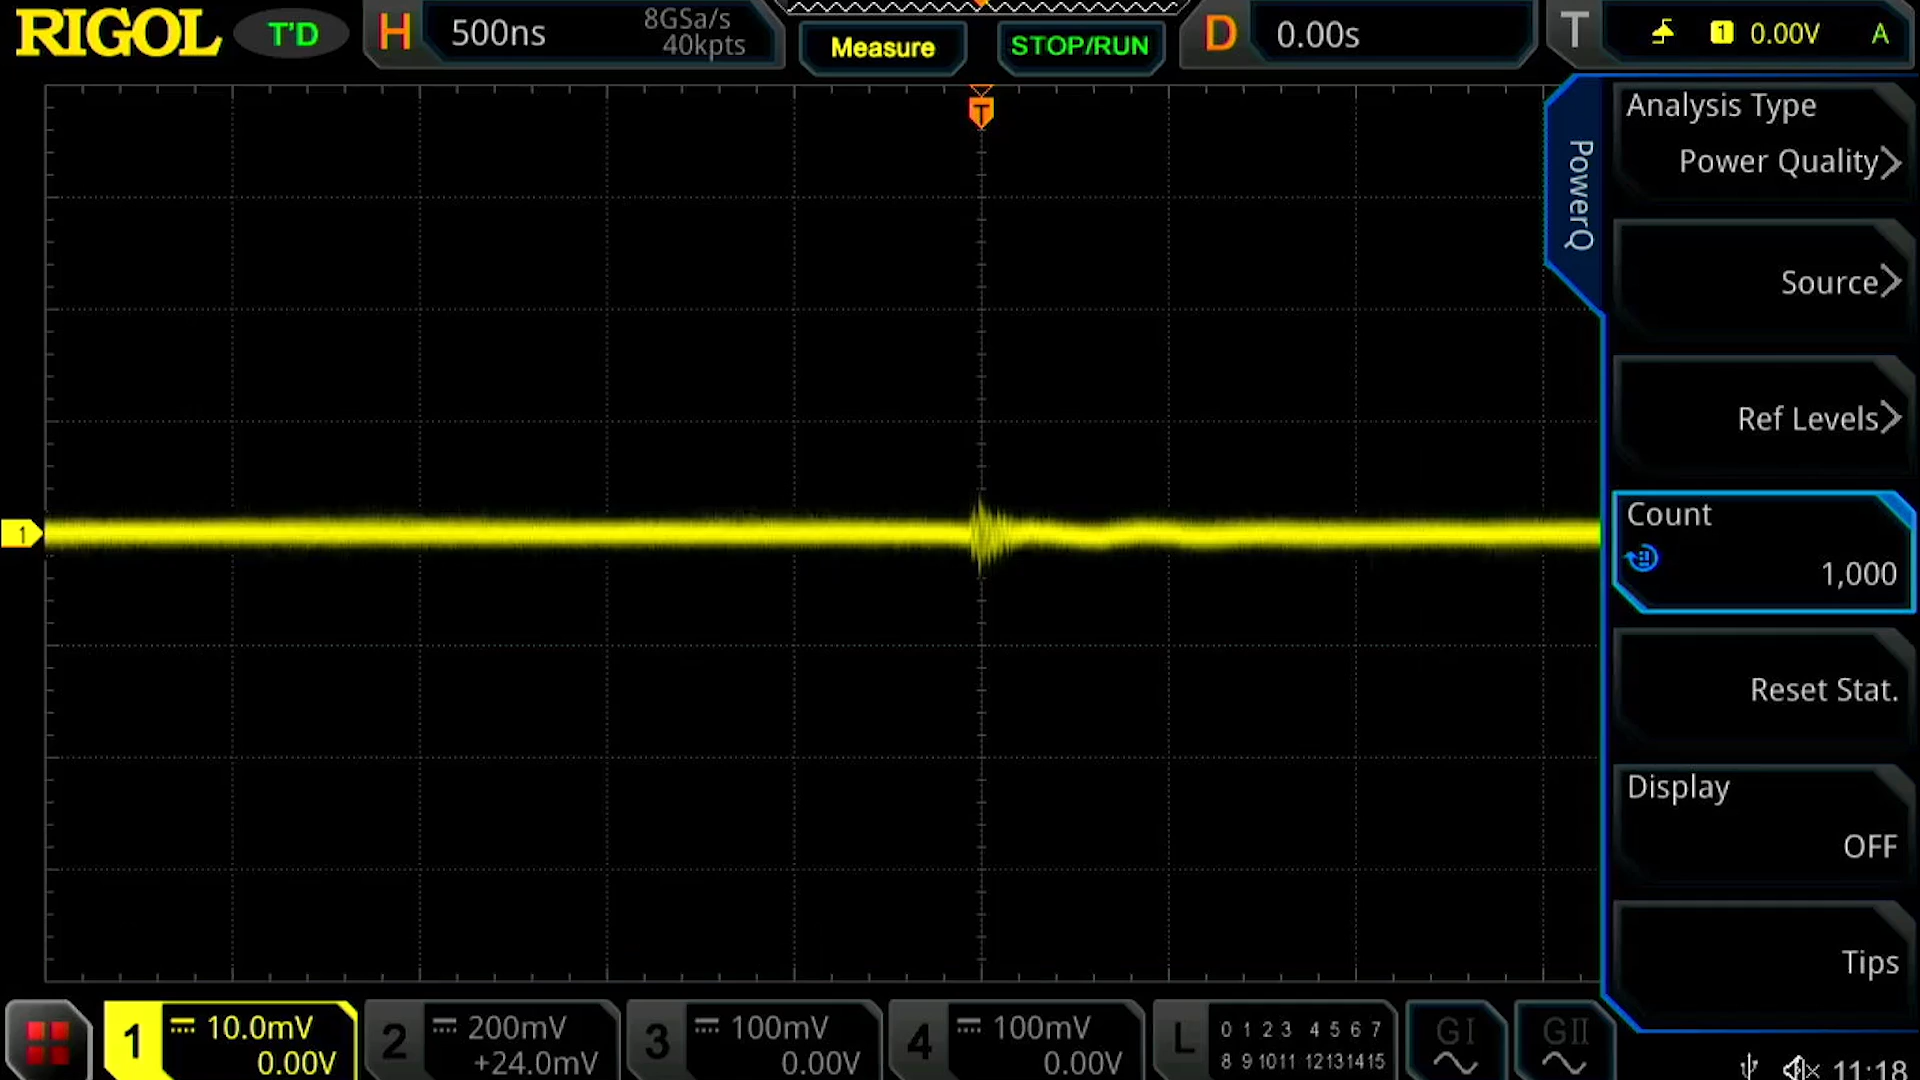 RIGOL T'D H 500ns 8GSa/s Measure STOP/RUN D 0.00s T 1 0.00V A
40kpts
T
PowerQ
Analysis Type
Power Quality
Source
Ref Levels
Count
1,000
Reset Stat.
Display
OFF
Tips
1
1 10.0mV 2 200mV 3 100mV 4 100mV L 0 1 2 3 4 5 6 7 GI GII
0.00V +24.0mV 0.00V 0.00V 8 9 10 11 12 13 14 15
11:18